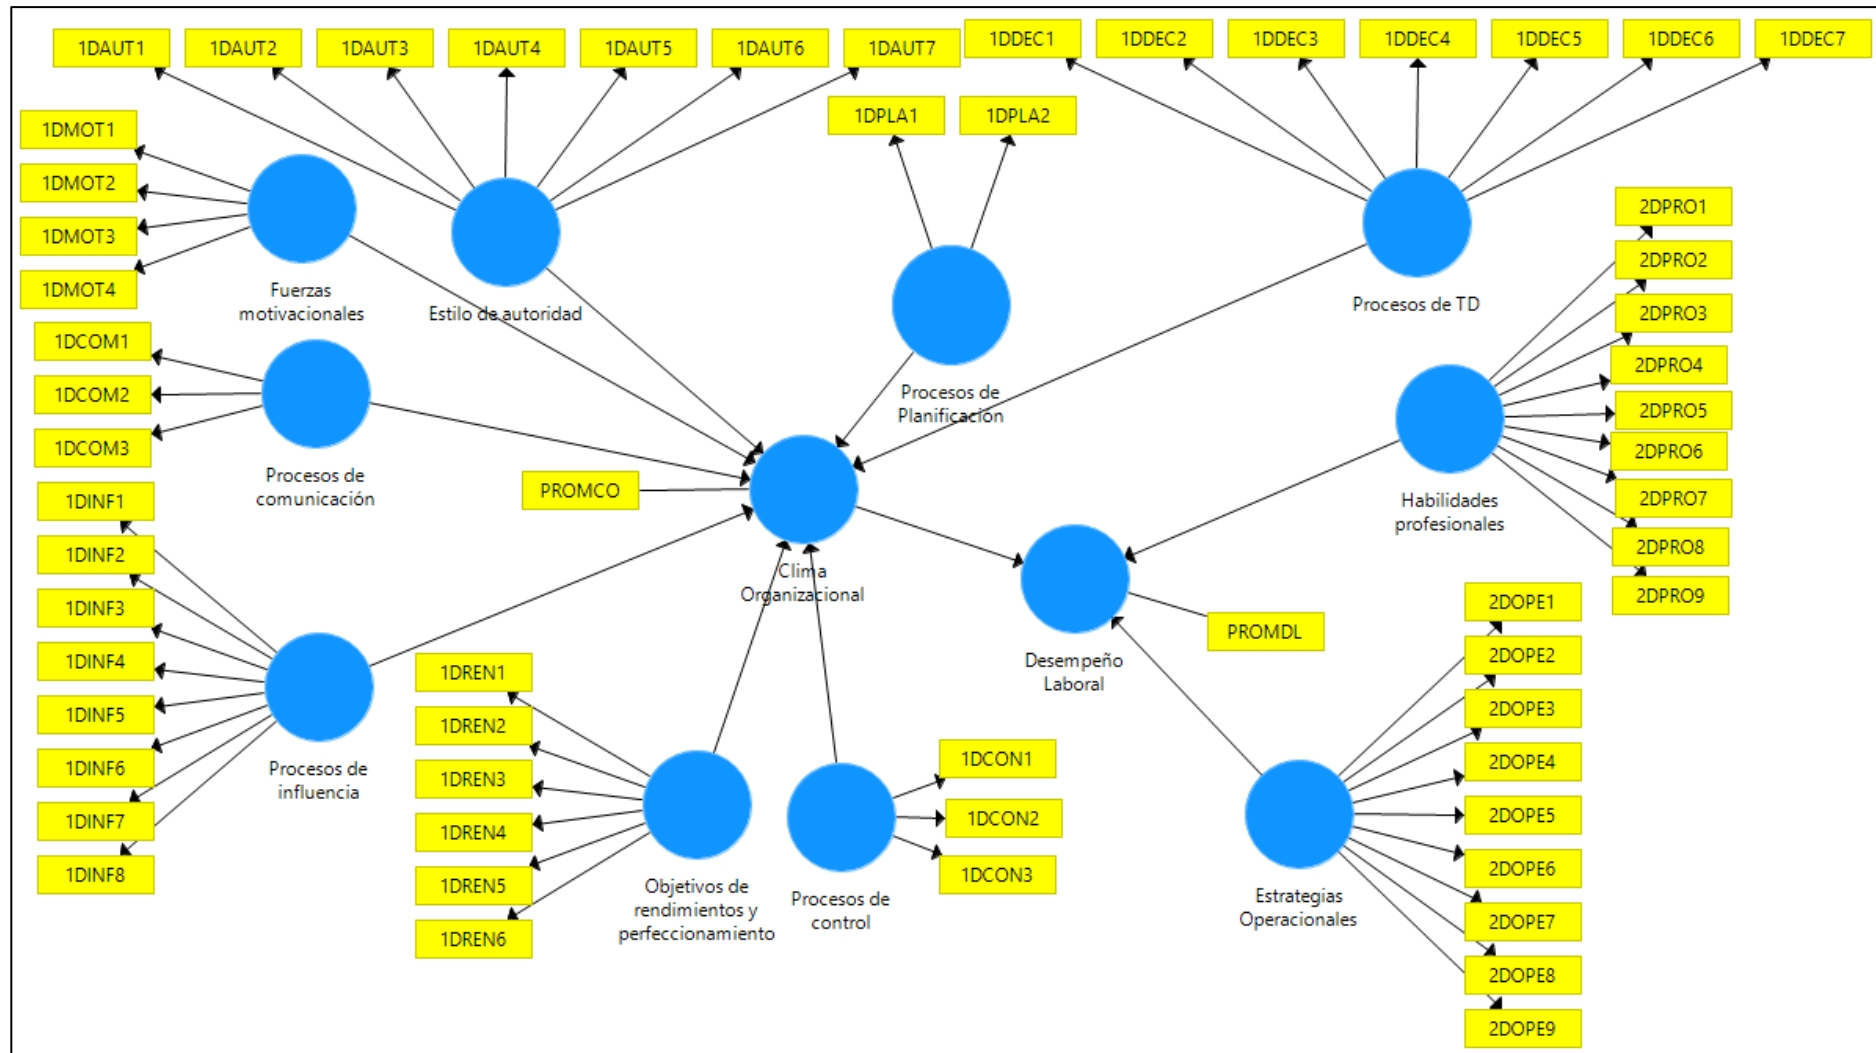 1DAUT1
1DAUT2
1DAUT3
1DAUT4
1DAUT5
1DAUT6
1DAUT7
1DDEC1
1DDEC2
1DDEC3
1DDEC4
1DDEC5
1DDEC6
1DDEC7
1DPLA1
1DPLA2
1DMOT1
1DMOT2
1DMOT3
1DMOT4
Fuerzas
motivacionales
Estilo de autoridad
Procesos de
Planificación
Procesos de TD
2DPRO1
2DPRO2
2DPRO3
2DPRO4
2DPRO5
2DPRO6
2DPRO7
2DPRO8
2DPRO9
Habilidades
profesionales
1DCOM1
1DCOM2
1DCOM3
Procesos de
comunicación
PROMCO
Clima
Organizacional
1DINF1
1DINF2
1DINF3
1DINF4
1DINF5
1DINF6
1DINF7
1DINF8
Procesos de
influencia
Desempeño
Laboral
PROMDL
1DREN1
1DREN2
1DREN3
1DREN4
1DREN5
1DREN6
Objetivos de
rendimientos y
perfeccionamiento
Procesos de
control
1DCON1
1DCON2
1DCON3
Estrategias
Operacionales
2DOPE1
2DOPE2
2DOPE3
2DOPE4
2DOPE5
2DOPE6
2DOPE7
2DOPE8
2DOPE9